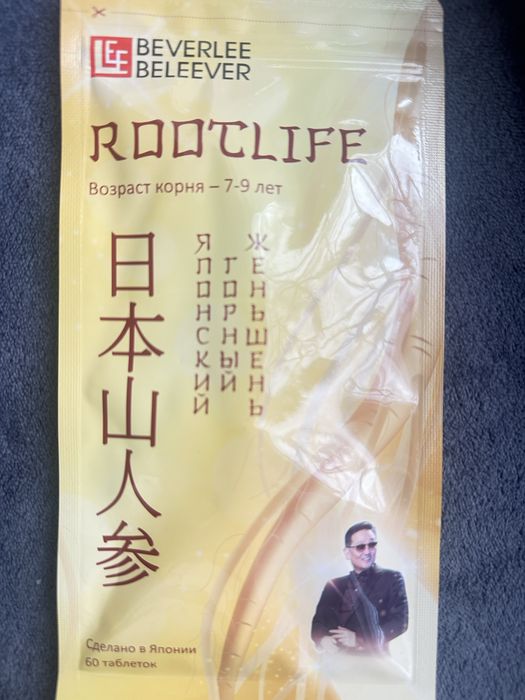 LEE
BEVERLEE
BELEEVER
ROOTLIFE
Возраст корня – 7-9 лет
日本山人参
ЯПОНСКИЙ
ГОРНЫЙ
ЖЕНЬШЕНЬ
Сделано в Японии
60 таблеток